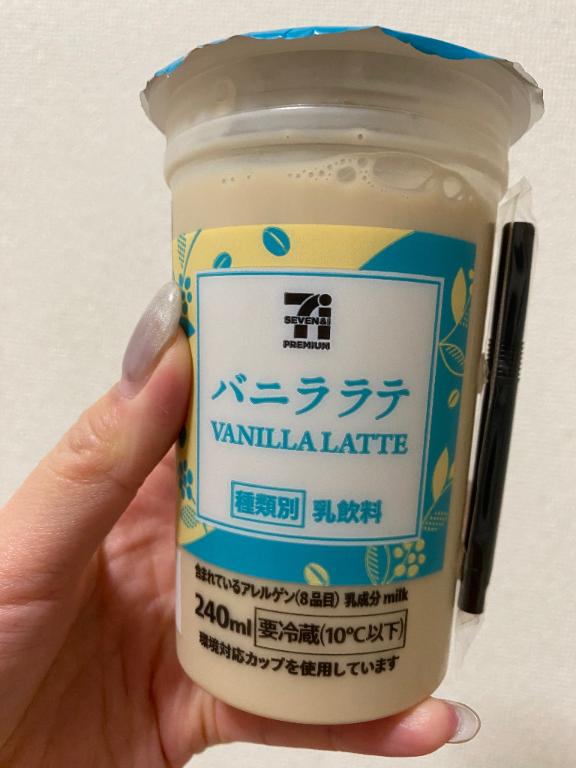 SEVEN&i
PREMIUM
バニララテ
VANILLA LATTE
種類別 乳飲料
含まれているアレルゲン(8品目) 乳成分 milk
240ml 要冷蔵(10℃以下)
環境対応カップを使用しています